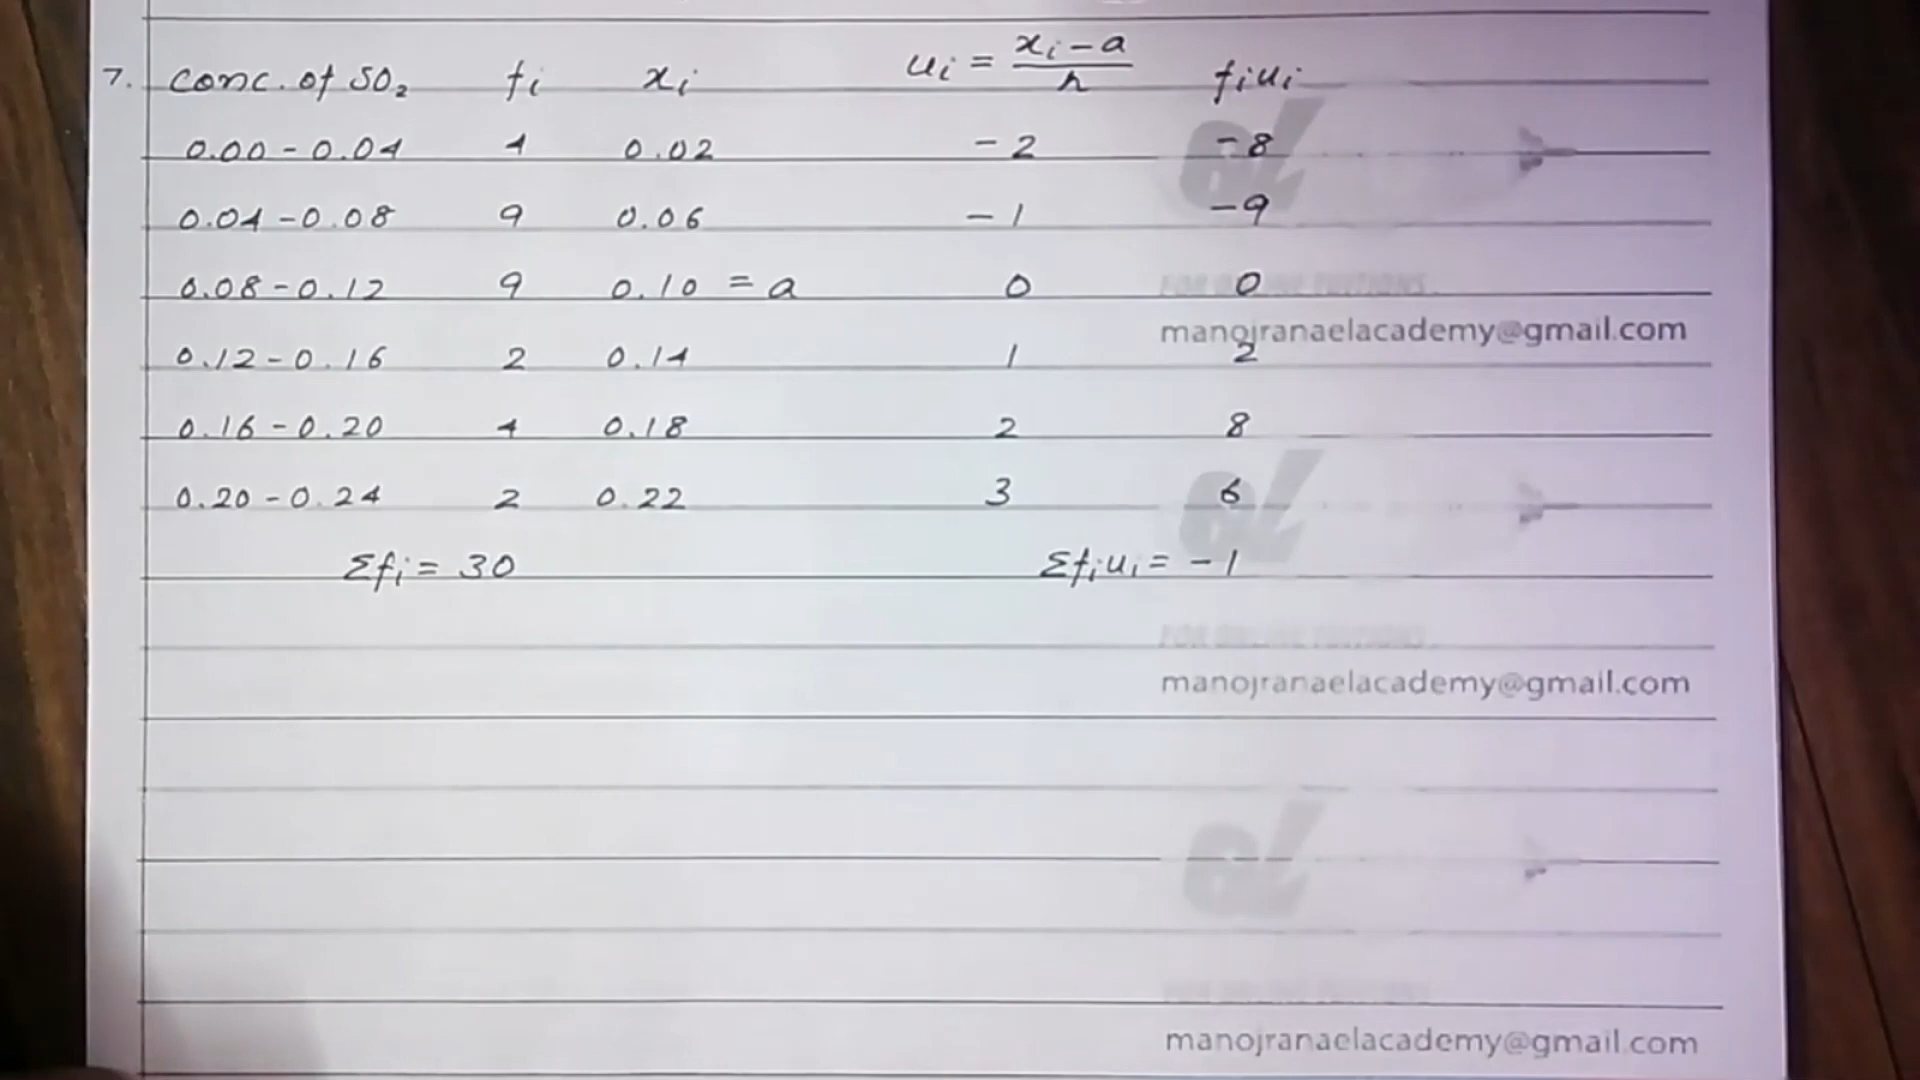 7. Conc. of SO₂ fi xi ui = (xi - a)/h fiui
0.00 - 0.04 4 0.02 -2 -8
0.04 - 0.08 9 0.06 -1 -9
0.08 - 0.12 9 0.10 = a 0 0
manojranaelacademy@gmail.com
0.12 - 0.16 2 0.14 1 2
0.16 - 0.20 4 0.18 2 8
0.20 - 0.24 2 0.22 3 6
Σfi = 30 Σfiui = -1
manojranaelacademy@gmail.com
manojranaelacademy@gmail.com